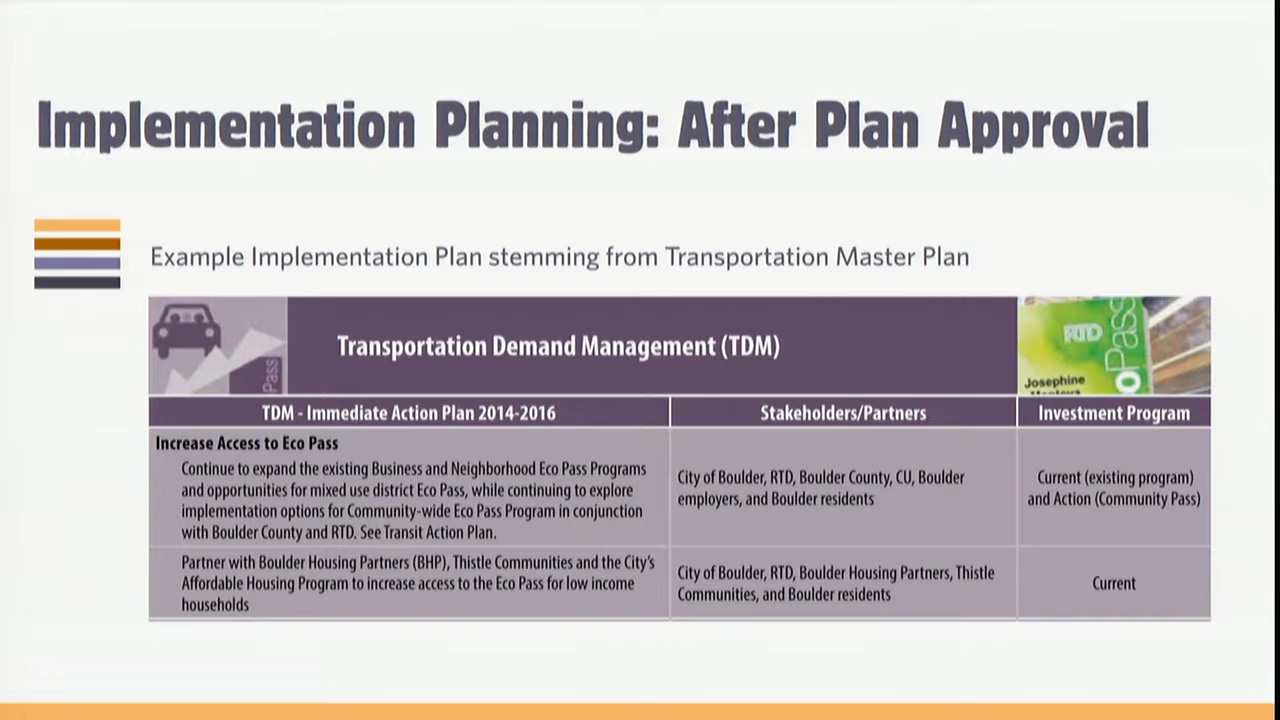 Implementation Planning: After Plan Approval
Example Implementation Plan stemming from Transportation Master Plan
Pass
Transportation Demand Management (TDM)
RTD
oPass
Josephine
TDM - Immediate Action Plan 2014-2016
Stakeholders/Partners
Investment Program
Increase Access to Eco Pass
Continue to expand the existing Business and Neighborhood Eco Pass Programs
and opportunities for mixed use district Eco Pass, while continuing to explore
implementation options for Community-wide Eco Pass Program in conjunction
with Boulder County and RTD. See Transit Action Plan.
City of Boulder, RTD, Boulder County, CU, Boulder
employers, and Boulder residents
Current (existing program)
and Action (Community Pass)
Partner with Boulder Housing Partners (BHP), Thistle Communities and the City's
Affordable Housing Program to increase access to the Eco Pass for low income
households
City of Boulder, RTD, Boulder Housing Partners, Thistle
Communities, and Boulder residents
Current